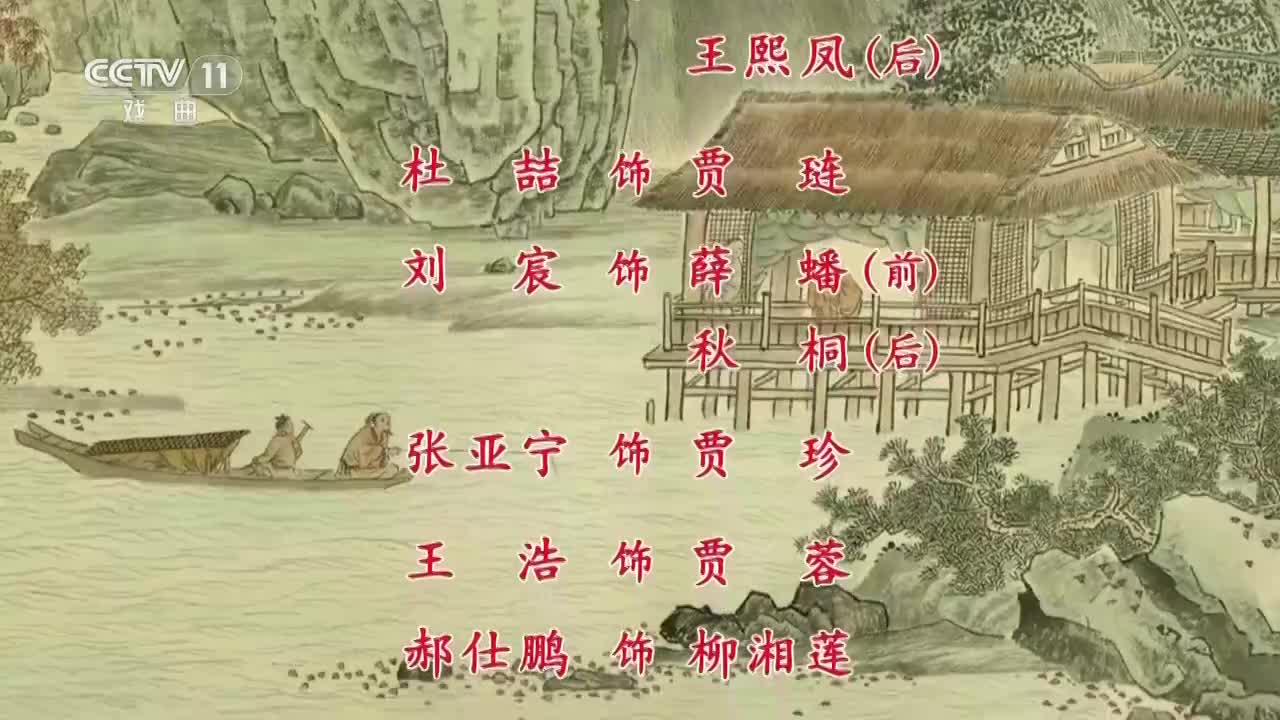 CCTV 11
戏曲
王熙凤(后)
杜喆 饰 贾琏
刘宸 饰 薛蟠(前)
秋桐(后)
张亚宁 饰 贾珍
王浩 饰 贾蓉
郝仕鹏 饰 柳湘莲